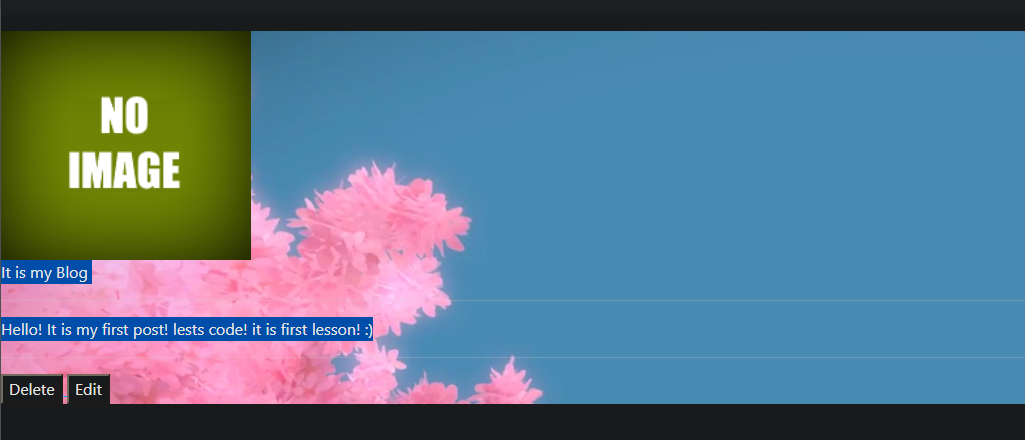 NO
IMAGE
It is my Blog
Hello! It is my first post! lests code! it is first lesson! :)
Delete Edit